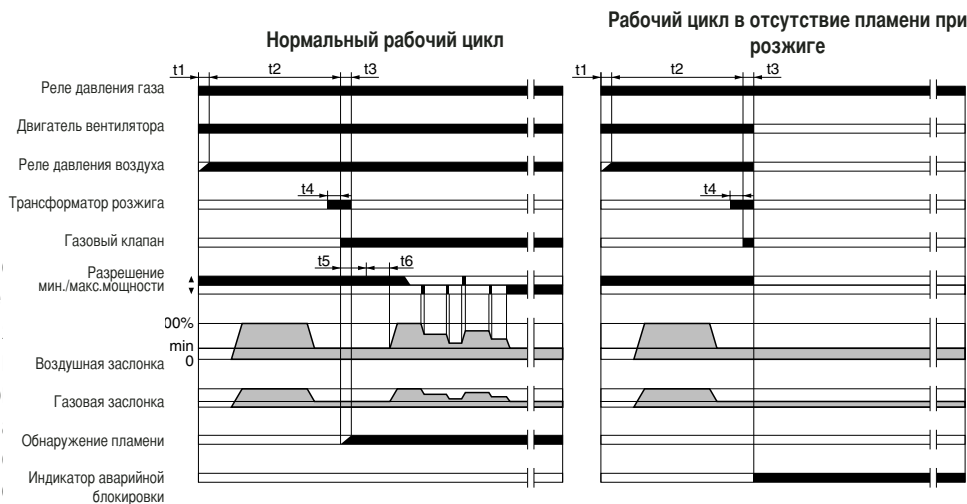 Нормальный рабочий цикл
Рабочий цикл в отсутствие пламени при
розжиге
t1 t2 t3
t1 t2 t3
Реле давления газа
Двигатель вентилятора
Реле давления воздуха
t4
t4
Трансформатор розжига
Газовый клапан
t5 t6
Разрешение
мин./макс.мощности
00%
min
0
Воздушная заслонка
Газовая заслонка
Обнаружение пламени
Индикатор аварийной
блокировки